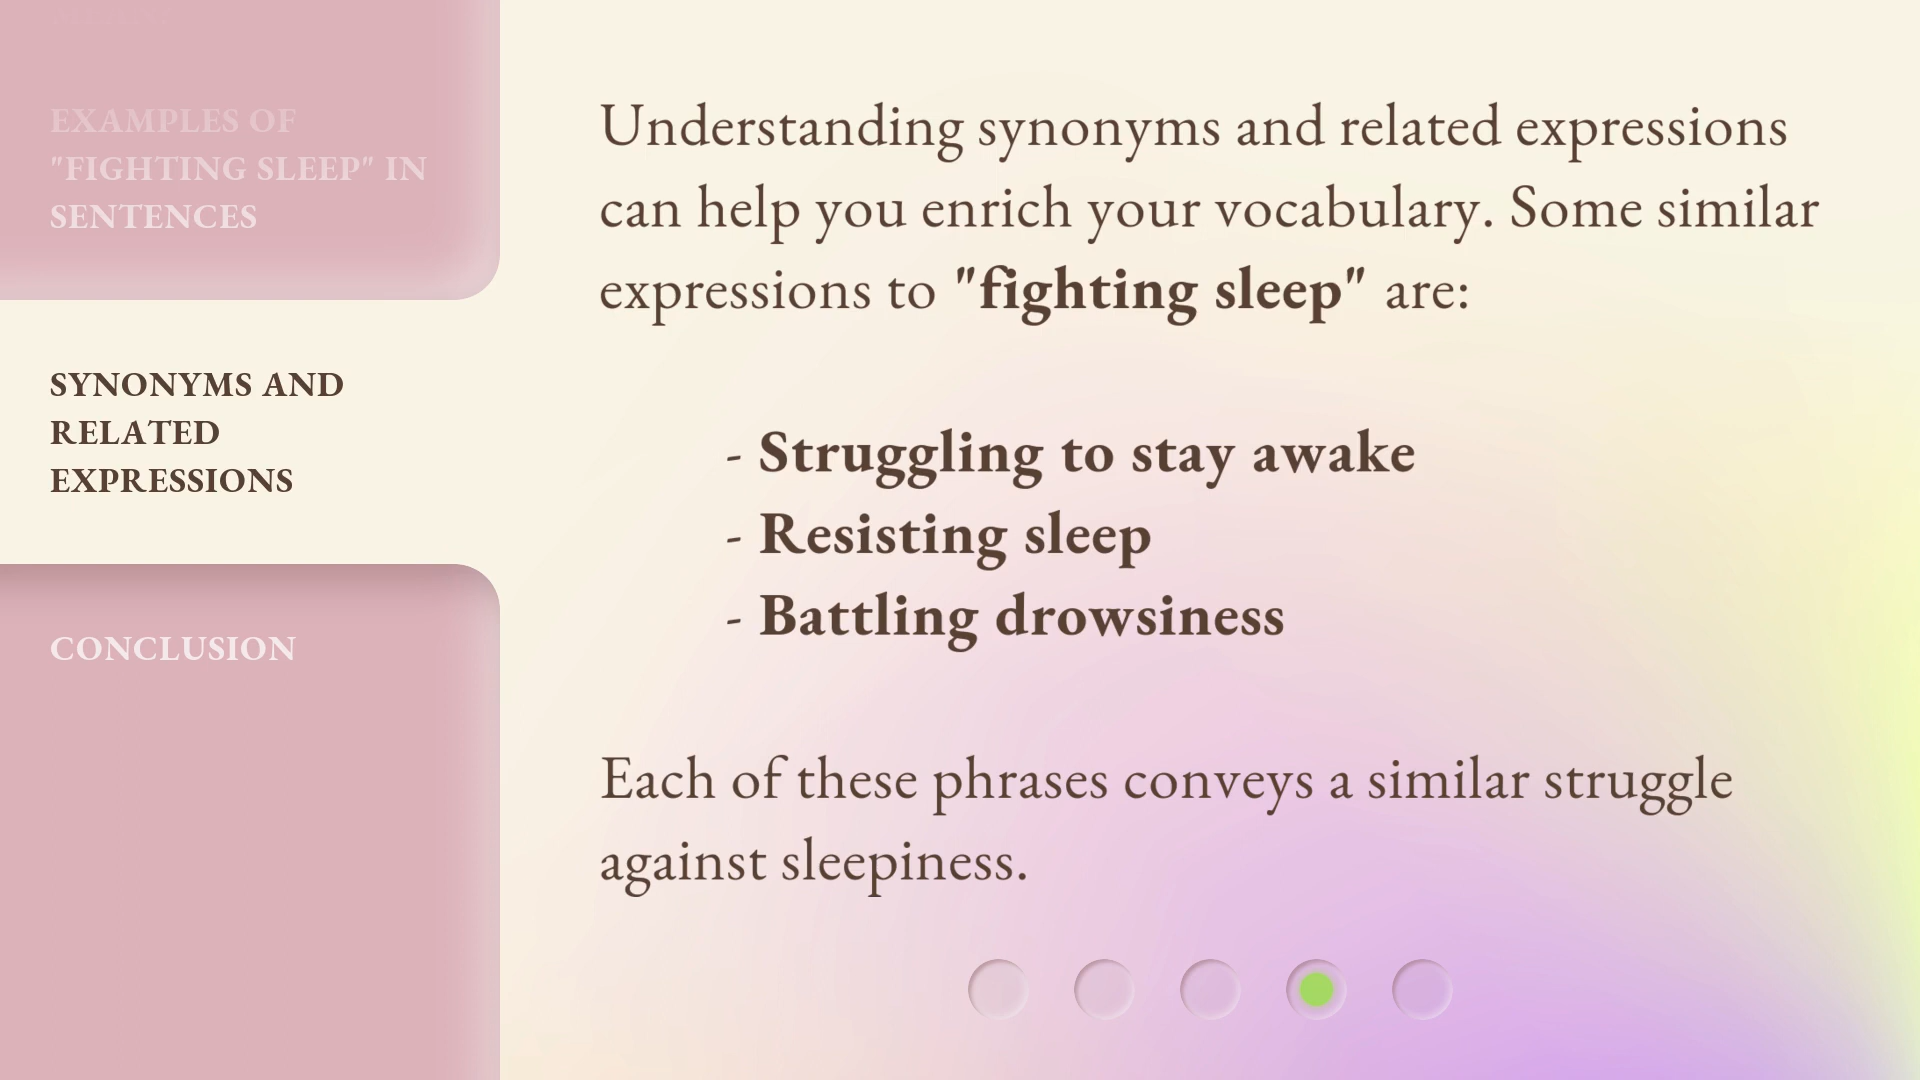 EXAMPLES OF
"FIGHTING SLEEP" IN
SENTENCES
SYNONYMS AND
RELATED
EXPRESSIONS
CONCLUSION
Understanding synonyms and related expressions
can help you enrich your vocabulary. Some similar
expressions to "fighting sleep" are:
- Struggling to stay awake
- Resisting sleep
- Battling drowsiness
Each of these phrases conveys a similar struggle
against sleepiness.